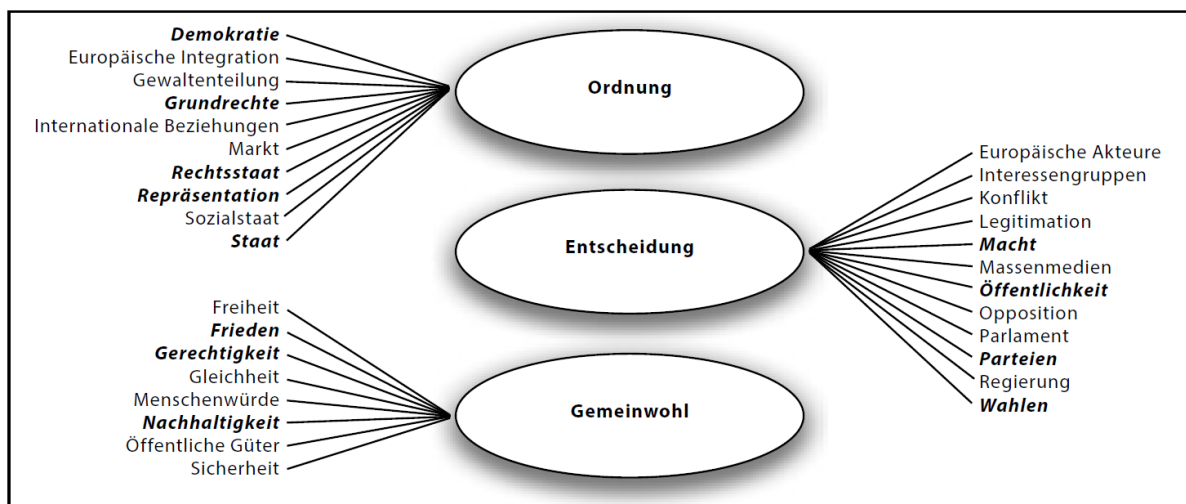 Demokratie
Europäische Integration
Gewaltenteilung
Grundrechte
Internationale Beziehungen
Markt
Rechtsstaat
Repräsentation
Sozialstaat
Staat
Ordnung
Europäische Akteure
Interessengruppen
Konflikt
Legitimation
Macht
Massenmedien
Öffentlichkeit
Opposition
Parlament
Parteien
Regierung
Wahlen
Entscheidung
Freiheit
Frieden
Gerechtigkeit
Gleichheit
Menschenwürde
Nachhaltigkeit
Öffentliche Güter
Sicherheit
Gemeinwohl